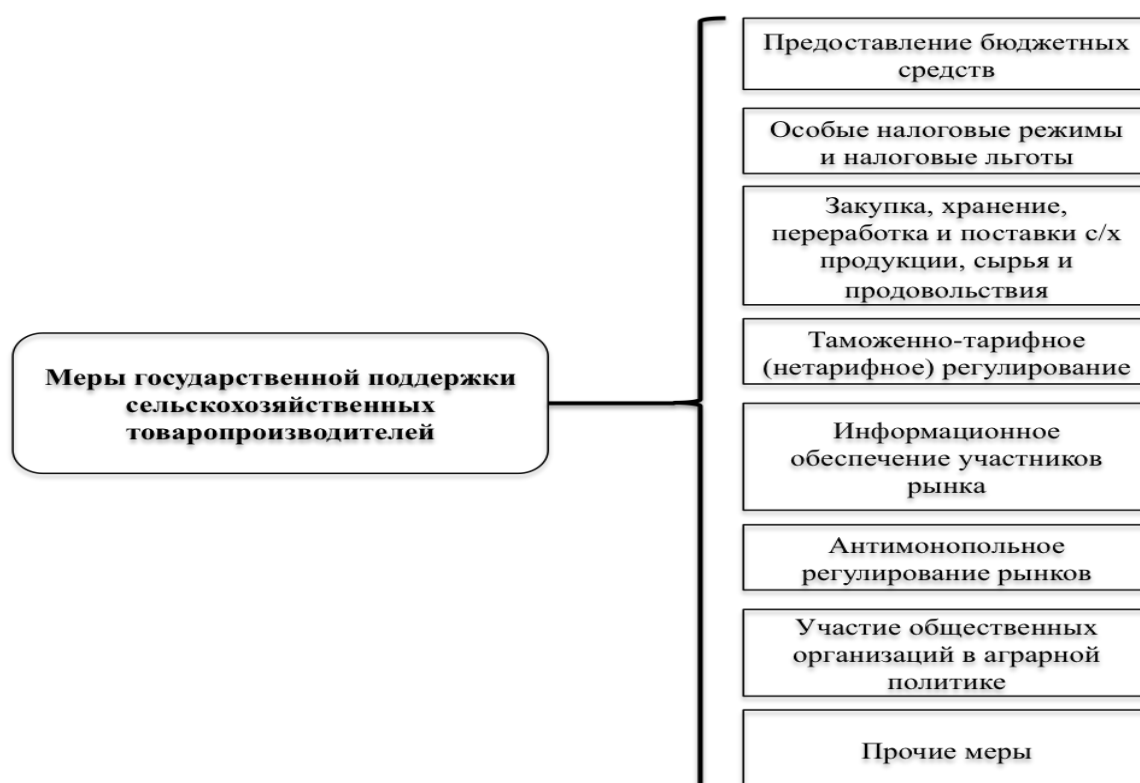 Предоставление бюджетных
средств
Особые налоговые режимы
и налоговые льготы
Закупка, хранение,
переработка и поставки с/х
продукции, сырья и
продовольствия
Таможенно-тарифное
(нетарифное) регулирование
Меры государственной поддержки
сельскохозяйственных
товаропроизводителей
Информационное
обеспечение участников
рынка
Антимонопольное
регулирование рынков
Участие общественных
организаций в аграрной
политике
Прочие меры